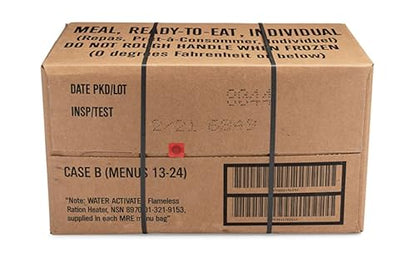 MEAL, READY-TO-EAT, INDIVIDUAL
(Repas, Prêt-à-Consommer, Individuel)
DO NOT ROUGH HANDLE WHEN FROZEN
(0 degrees Fahrenheit or below)
DATE PKD/LOT
INSP/TEST
CASE B (MENUS 13-24)
"Note: WATER ACTIVATED Flameless
Ration Heater, NSN 8970-01-321-9153,
supplied in each MRE menu bag"